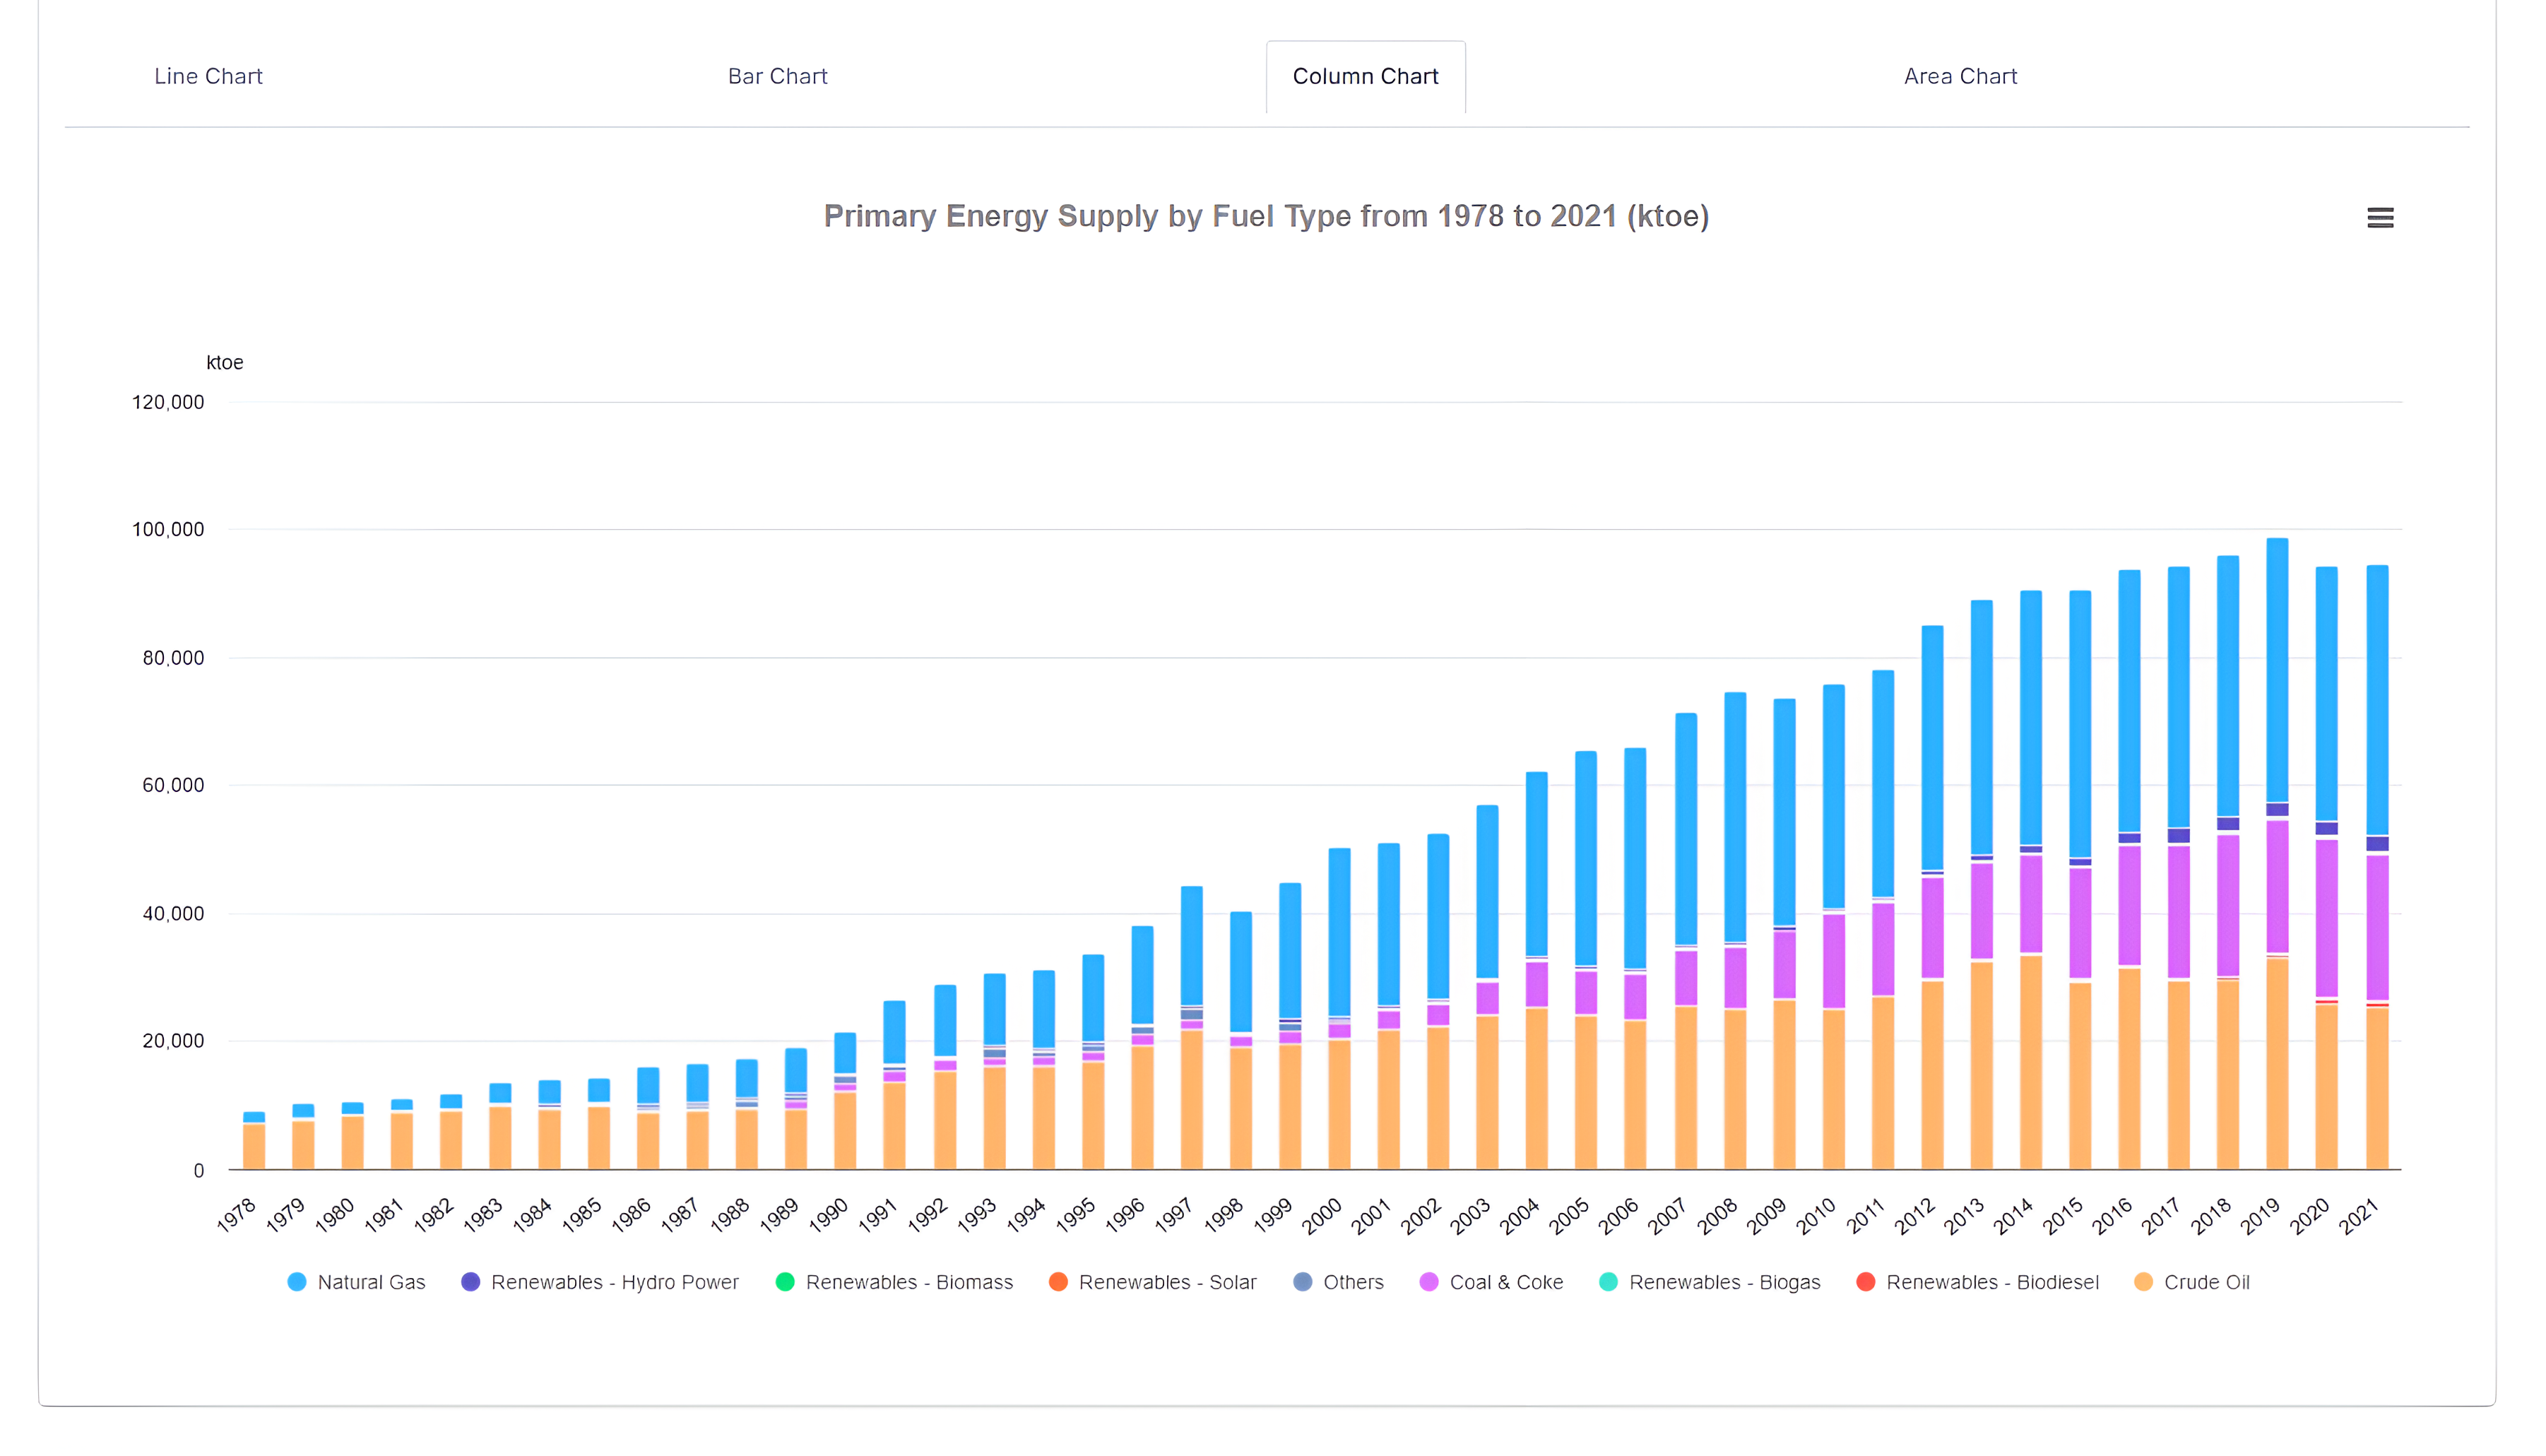 Line Chart Bar Chart Column Chart Area Chart
Primary Energy Supply by Fuel Type from 1978 to 2021 (ktoe)
ktoe
120,000
100,000
80,000
60,000
40,000
20,000
0
1978 1979 1980 1981 1982 1983 1984 1985 1986 1987 1988 1989 1990 1991 1992 1993 1994 1995 1996 1997 1998 1999 2000 2001 2002 2003 2004 2005 2006 2007 2008 2009 2010 2011 2012 2013 2014 2015 2016 2017 2018 2019 2020 2021
Natural Gas Renewables - Hydro Power Renewables - Biomass Renewables - Solar Others Coal & Coke Renewables - Biogas Renewables - Biodiesel Crude Oil